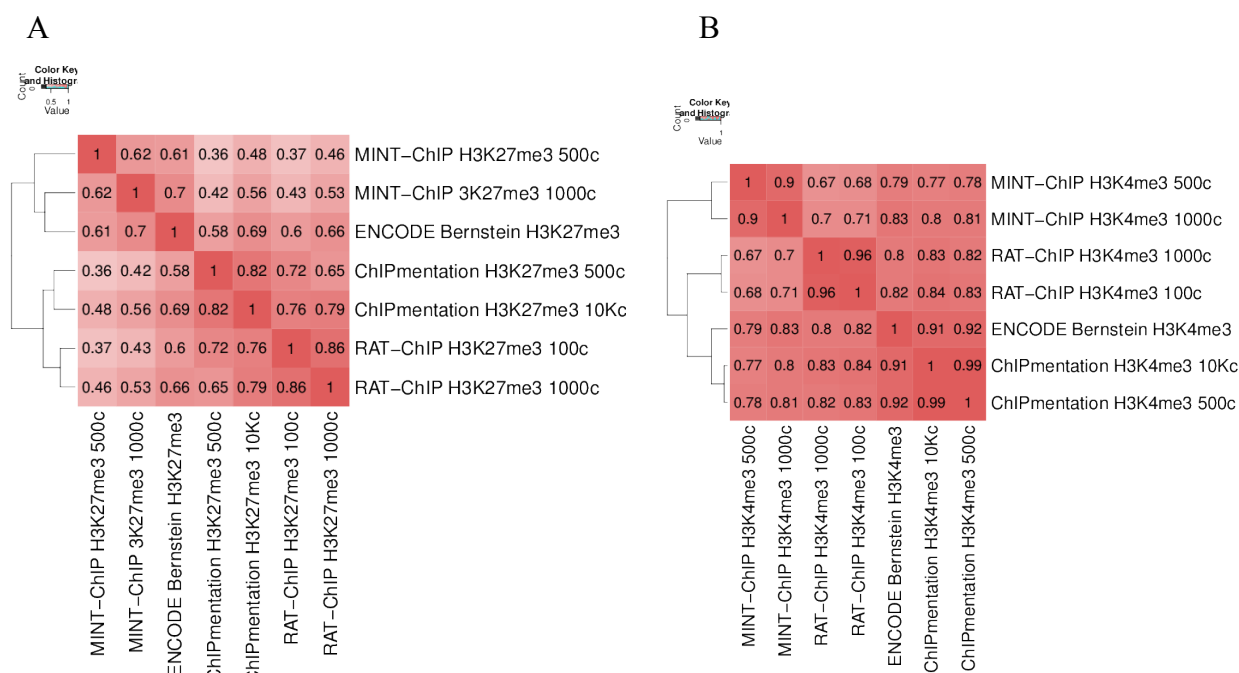 A
B
Color Key
and Histogr
Count
0
0.5 1
Value
1 0.62 0.61 0.36 0.48 0.37 0.46 MINT−ChIP H3K27me3 500c
0.62 1 0.7 0.42 0.56 0.43 0.53 MINT−ChIP 3K27me3 1000c
0.61 0.7 1 0.58 0.69 0.6 0.66 ENCODE Bernstein H3K27me3
0.36 0.42 0.58 1 0.82 0.72 0.65 ChIPmentation H3K27me3 500c
0.48 0.56 0.69 0.82 1 0.76 0.79 ChIPmentation H3K27me3 10Kc
0.37 0.43 0.6 0.72 0.76 1 0.86 RAT−ChIP H3K27me3 100c
0.46 0.53 0.66 0.65 0.79 0.86 1 RAT−ChIP H3K27me3 1000c
MINT−ChIP H3K27me3 500c
MINT−ChIP 3K27me3 1000c
ENCODE Bernstein H3K27me3
ChIPmentation H3K27me3 500c
hIPmentation H3K27me3 10Kc
RAT−ChIP H3K27me3 100c
RAT−ChIP H3K27me3 1000c
Color Key
and Histogr
Count
0
1
Value
1 0.9 0.67 0.68 0.79 0.77 0.78 MINT−ChIP H3K4me3 500c
0.9 1 0.7 0.71 0.83 0.8 0.81 MINT−ChIP H3K4me3 1000c
0.67 0.7 1 0.96 0.8 0.83 0.82 RAT−ChIP H3K4me3 1000c
0.68 0.71 0.96 1 0.82 0.84 0.83 RAT−ChIP H3K4me3 100c
0.79 0.83 0.8 0.82 1 0.91 0.92 ENCODE Bernstein H3K4me3
0.77 0.8 0.83 0.84 0.91 1 0.99 ChIPmentation H3K4me3 10Kc
0.78 0.81 0.82 0.83 0.92 0.99 1 ChIPmentation H3K4me3 500c
MINT−ChIP H3K4me3 500c
MINT−ChIP H3K4me3 1000c
RAT−ChIP H3K4me3 1000c
RAT−ChIP H3K4me3 100c
ENCODE Bernstein H3K4me3
ChIPmentation H3K4me3 10Kc
ChIPmentation H3K4me3 500c